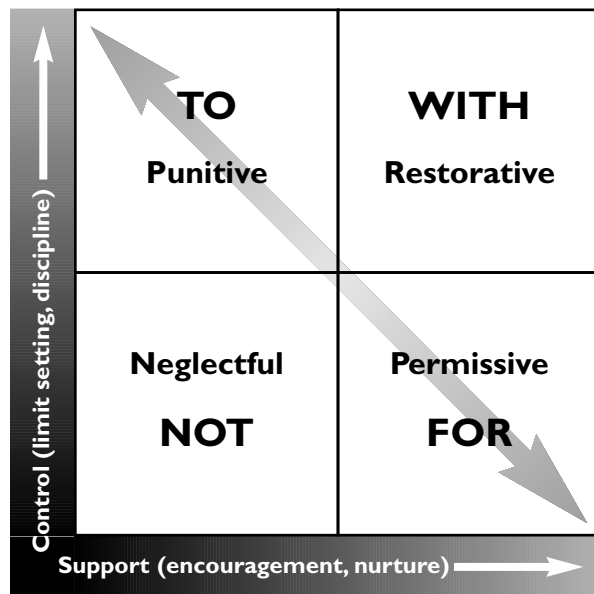 TO
Punitive
WITH
Restorative
Neglectful
NOT
Permissive
FOR
Control (limit setting, discipline)
Support (encouragement, nurture)